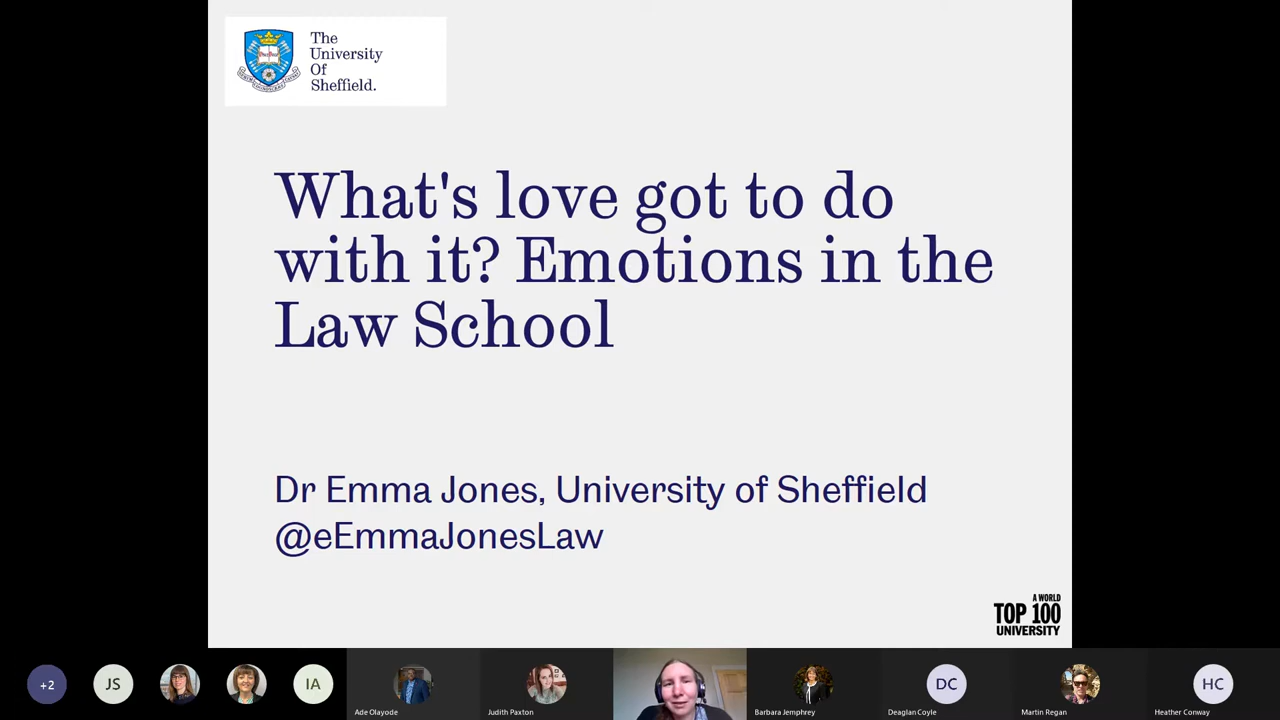 The
University
Of
Sheffield.
What's love got to do
with it? Emotions in the
Law School
Dr Emma Jones, University of Sheffield
@eEmmaJonesLaw
A WORLD
TOP 100
UNIVERSITY
+2
JS
IA
Ade Olayode
Judith Paxton
Barbara Jemphrey
DC
Deaglan Coyle
Martin Regan
HC
Heather Conway